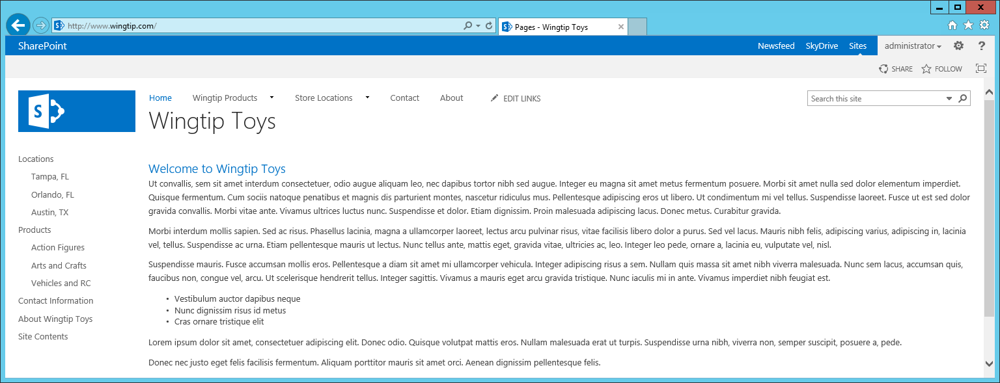 http://www.wingtip.com/
Pages - Wingtip Toys
SharePoint
Newsfeed SkyDrive Sites administrator ?
SHARE FOLLOW
S
Home Wingtip Products Store Locations Contact About EDIT LINKS
Search this site
Wingtip Toys
Locations
Tampa, FL
Orlando, FL
Austin, TX
Products
Action Figures
Arts and Crafts
Vehicles and RC
Contact Information
About Wingtip Toys
Site Contents
Welcome to Wingtip Toys
Ut convallis, sem sit amet interdum consectetuer, odio augue aliquam leo, nec dapibus tortor nibh sed augue. Integer eu magna sit amet metus fermentum posuere. Morbi sit amet nulla sed dolor elementum imperdiet.
Quisque fermentum. Cum sociis natoque penatibus et magnis dis parturient montes, nascetur ridiculus mus. Pellentesque adipiscing eros ut libero. Ut condimentum mi vel tellus. Suspendisse laoreet. Fusce ut est sed dolor
gravida convallis. Morbi vitae ante. Vivamus ultrices luctus nunc. Suspendisse et dolor. Etiam dignissim. Proin malesuada adipiscing lacus. Donec metus. Curabitur gravida.
Morbi interdum mollis sapien. Sed ac risus. Phasellus lacinia, magna a ullamcorper laoreet, lectus arcu pulvinar risus, vitae facilisis libero dolor a purus. Sed vel lacus. Mauris nibh felis, adipiscing varius, adipiscing in, lacinia
vel, tellus. Suspendisse ac urna. Etiam pellentesque mauris ut lectus. Nunc tellus ante, mattis eget, gravida vitae, ultricies ac, leo. Integer leo pede, ornare a, lacinia eu, vulputate vel, nisl.
Suspendisse mauris. Fusce accumsan mollis eros. Pellentesque a diam sit amet mi ullamcorper vehicula. Integer adipiscing risus a sem. Nullam quis massa sit amet nibh viverra malesuada. Nunc sem lacus, accumsan quis,
faucibus non, congue vel, arcu. Ut scelerisque hendrerit tellus. Integer sagittis. Vivamus a mauris eget arcu gravida tristique. Nunc iaculis mi in ante. Vivamus imperdiet nibh feugiat est.
• Vestibulum auctor dapibus neque
• Nunc dignissim risus id metus
• Cras ornare tristique elit
Lorem ipsum dolor sit amet, consectetuer adipiscing elit. Donec odio. Quisque volutpat mattis eros. Nullam malesuada erat ut turpis. Suspendisse urna nibh, viverra non, semper suscipit, posuere a, pede.
Donec nec justo eget felis facilisis fermentum. Aliquam porttitor mauris sit amet orci. Aenean dignissim pellentesque felis.